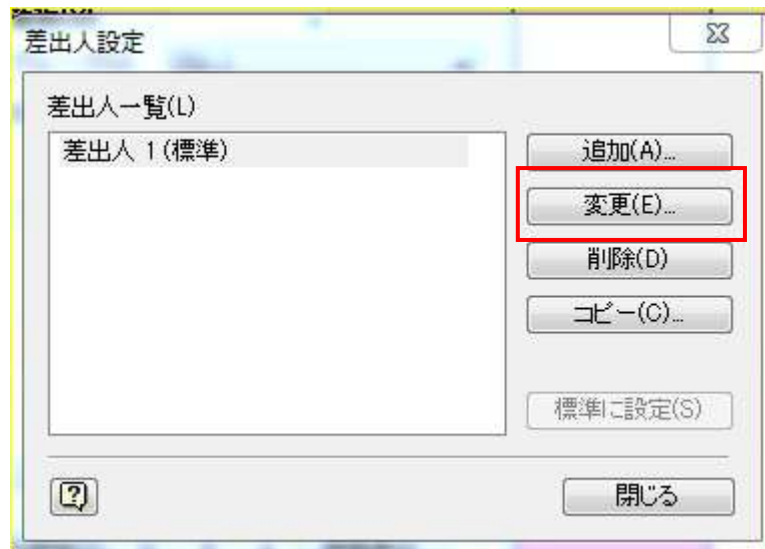 差出人設定
差出人一覧(L)
差出人 1(標準)
追加(A)...
変更(E)...
削除(D)
コピー(C)...
標準に設定(S)
閉じる